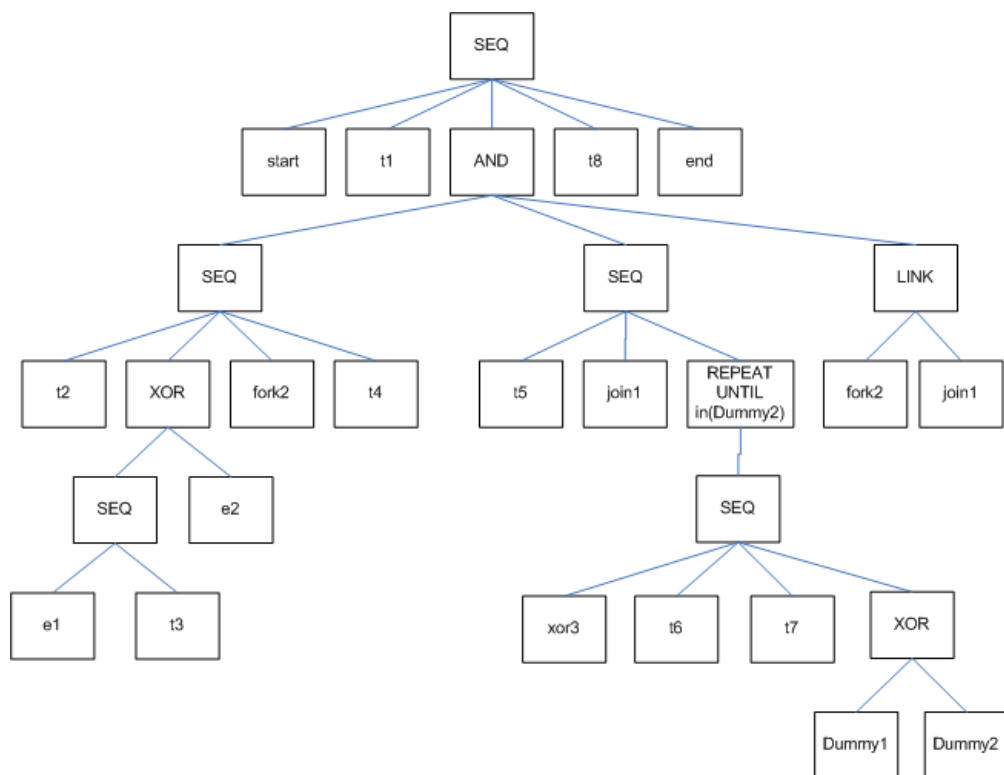 SEQ
start
t1
AND
t8
end
SEQ
SEQ
LINK
t2
XOR
fork2
t4
t5
join1
REPEAT
UNTIL
in(Dummy2)
fork2
join1
SEQ
e2
SEQ
e1
t3
xor3
t6
t7
XOR
Dummy1
Dummy2